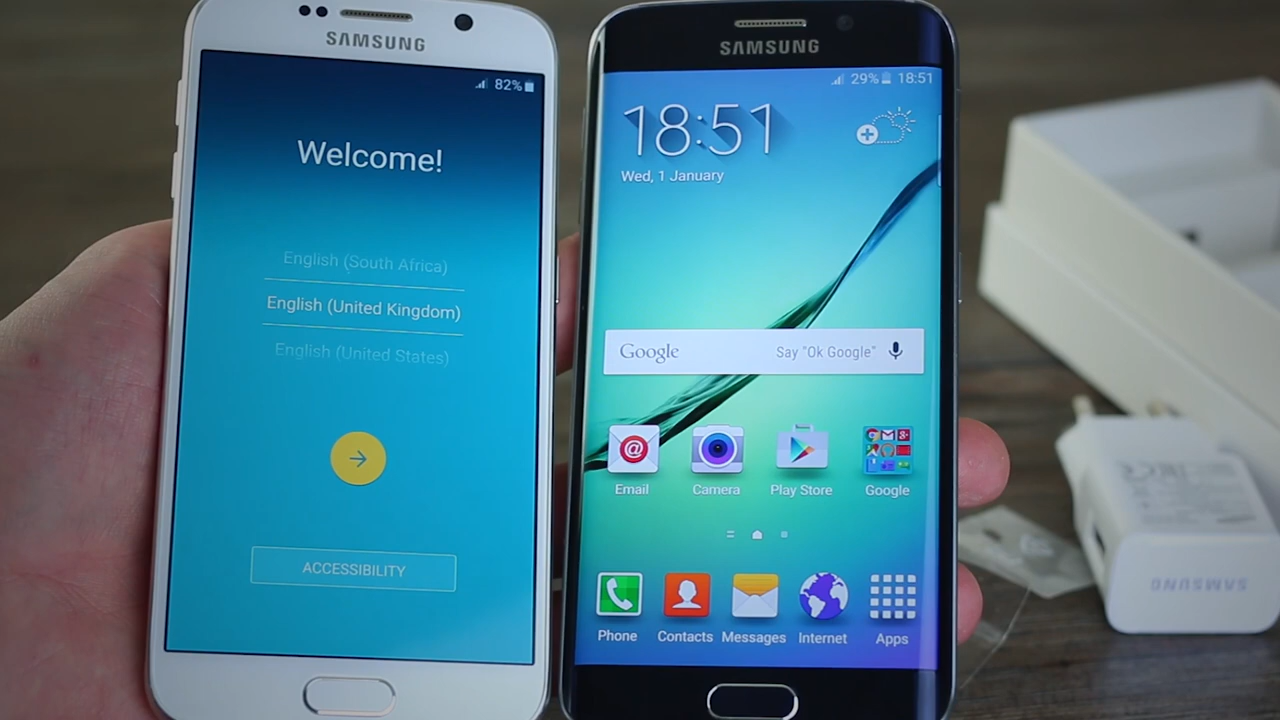 SAMSUNG
82%
Welcome!
English (South Africa)
English (United Kingdom)
English (United States)
ACCESSIBILITY
SAMSUNG
29% 18:51
18:51
Wed, 1 January
Google Say "Ok Google"
Email Camera Play Store Google
Phone Contacts Messages Internet Apps
SAMSUNG